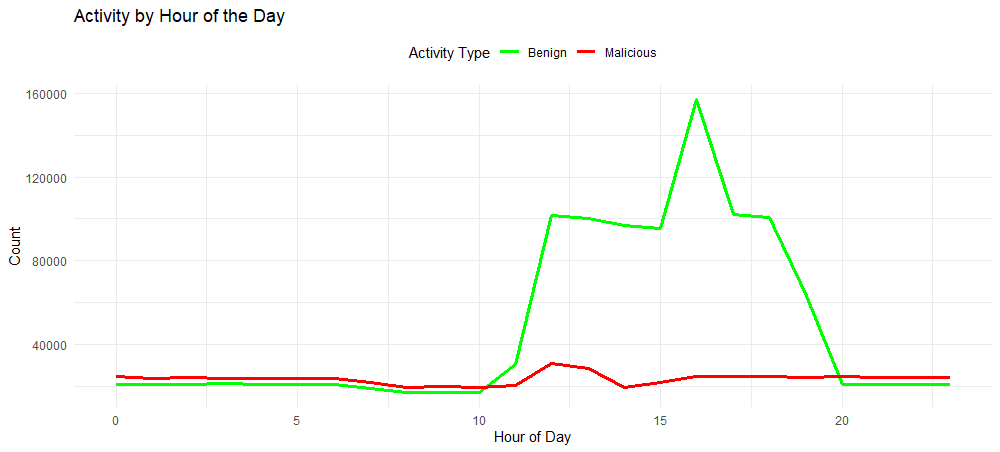 Activity by Hour of the Day
Activity Type Benign Malicious
160000
120000
80000
40000
Count
0 5 10 15 20
Hour of Day